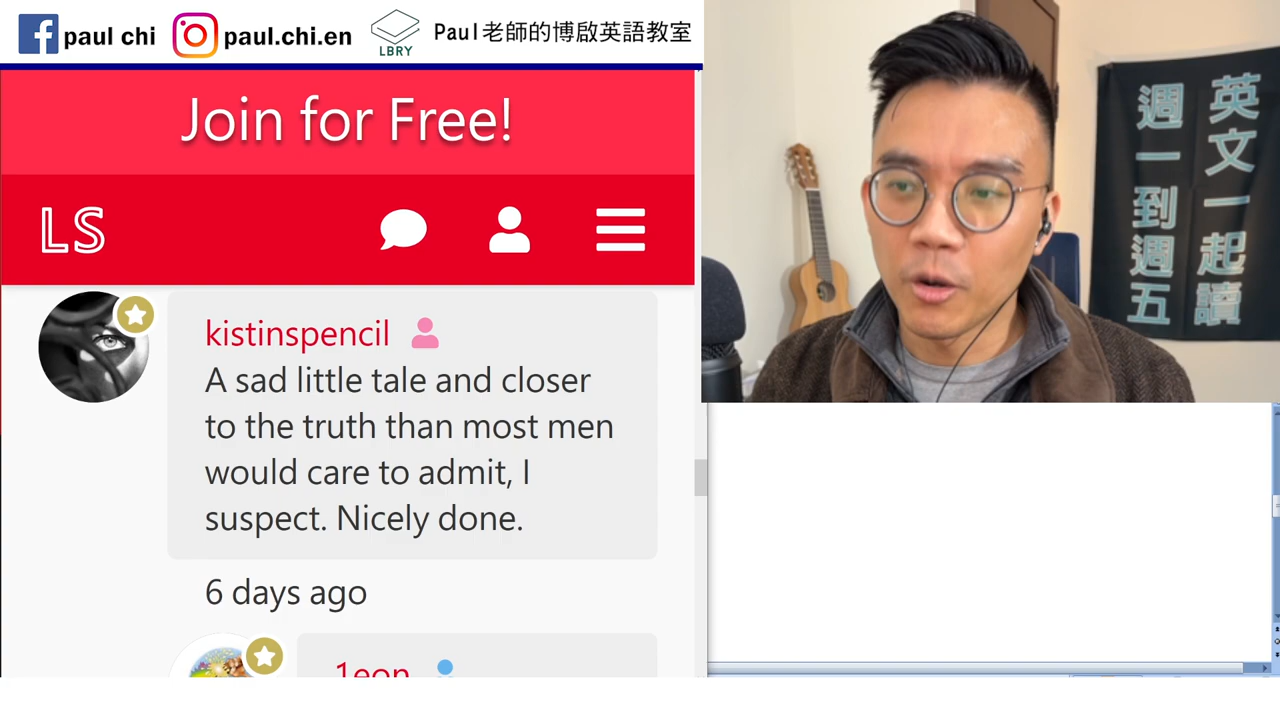 paul chi
paul.chi.en
LBRY
Paul老師的博啟英語教室
Join for Free!
LS
kistinspencil
A sad little tale and closer
to the truth than most men
would care to admit, I
suspect. Nicely done.
6 days ago
1eon
英文一起讀
週一到週五